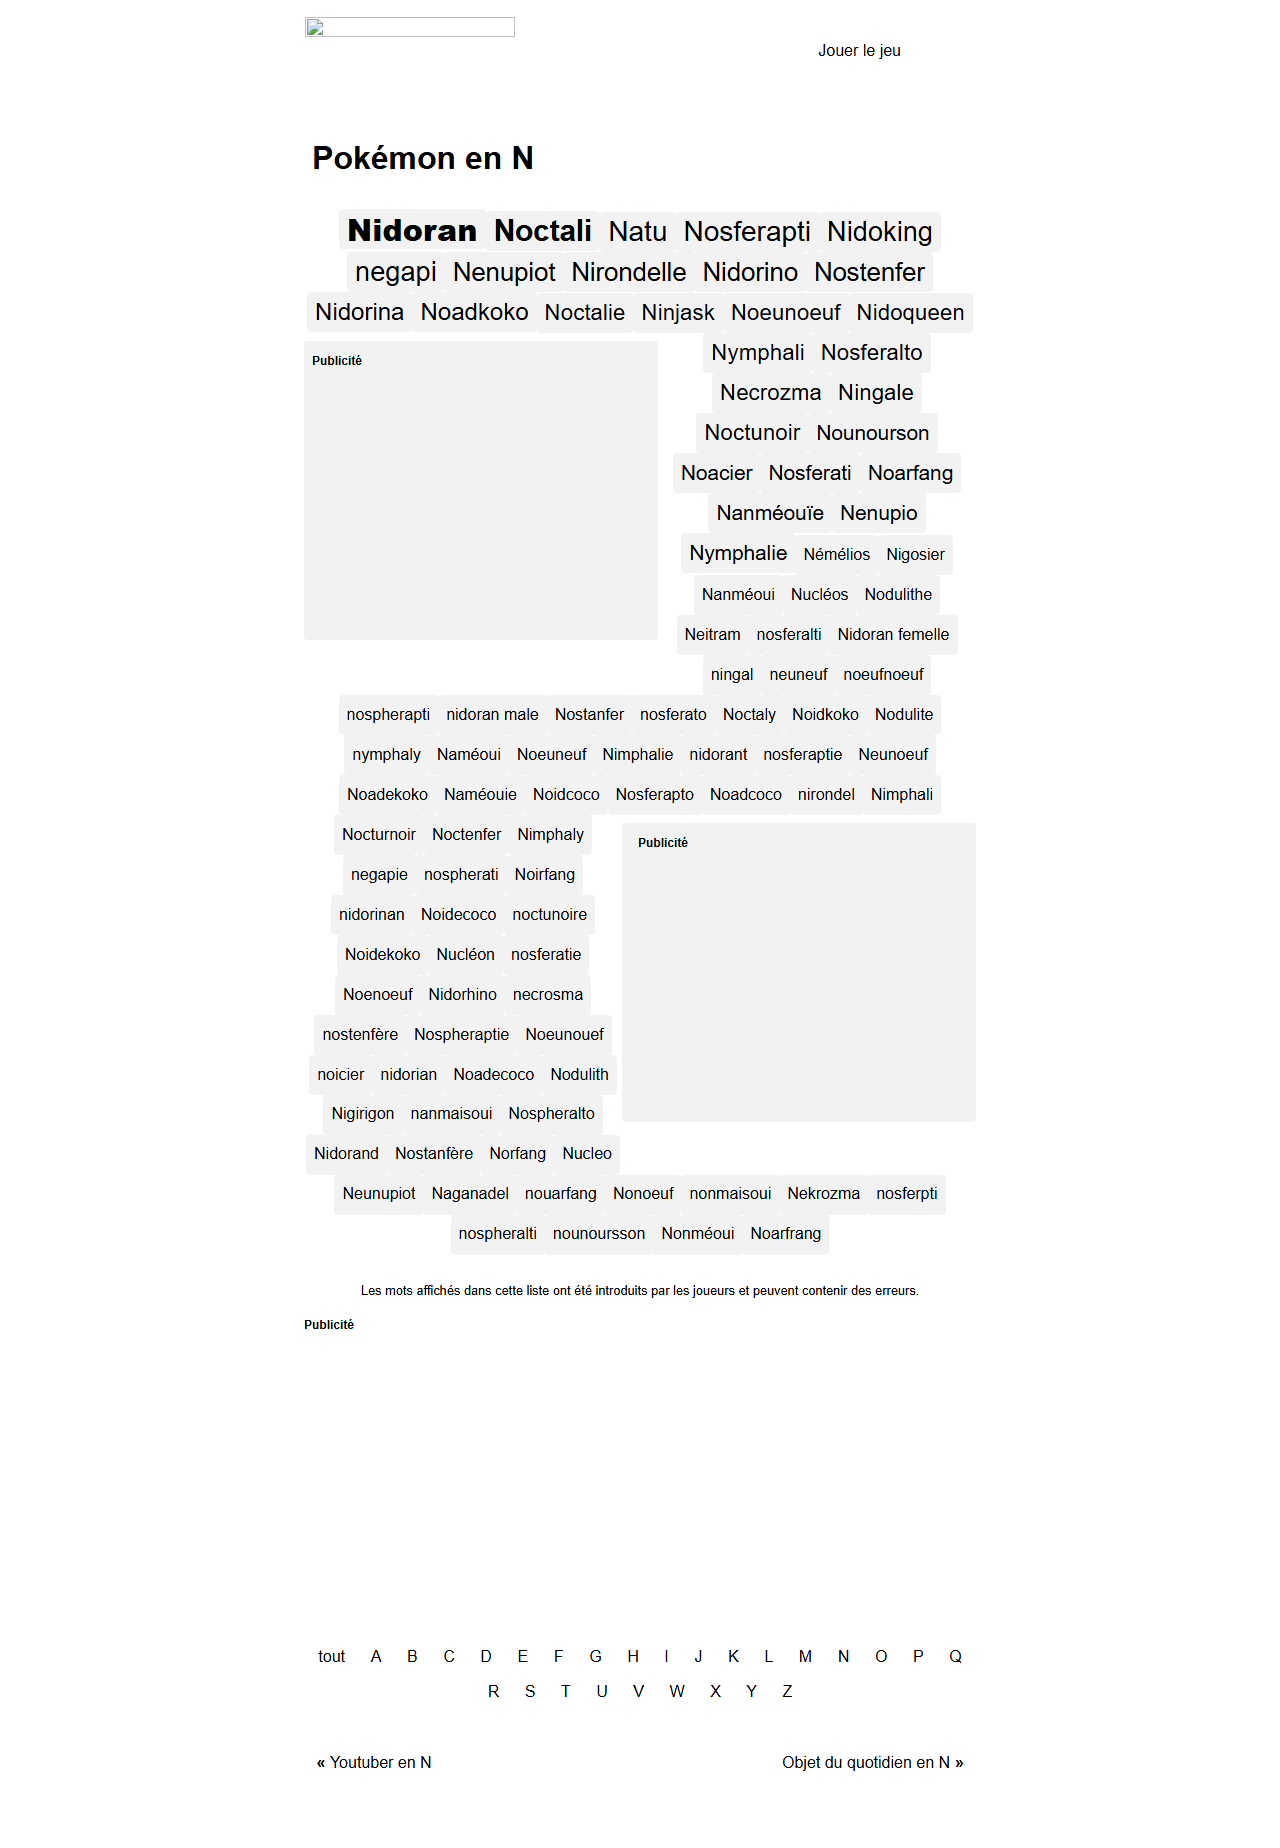 Jouer le jeu
Pokémon en N
Nidoran Noctali Natu Nosferapti Nidoking
negapi Nenupiot Nirondelle Nidorino Nostenfer
Nidorina Noadkoko Noctalie Ninjask Noeunoeuf Nidoqueen
Publicité
Nymphali Nosferalto
Necrozma Ningale
Noctunoir Nounourson
Noacier Nosferati Noarfang
Nanméouïe Nenupio
Nymphalie Némélios Nigosier
Nanméoui Nucléos Nodulithe
Neitram nosferalti Nidoran femelle
ningal neuneuf noeufnoeuf
nospherapti nidoran male Nostanfer nosferato Noctaly Noidkoko Nodulite
nymphaly Naméoui Noeuneuf Nimphalie nidorant nosferaptie Neunoeuf
Noadekoko Naméouie Noidcoco Nosferapto Noadcoco nirondel Nimphali
Nocturnoir Noctenfer Nimphaly
Publicité
negapie nospherati Noirfang
nidorinan Noidecoco noctunoire
Noidekoko Nucléon nosferatie
Noenoeuf Nidorhino necrosma
nostenfère Nospheraptie Noeunouef
noicier nidorian Noadecoco Nodulith
Nigirigon nanmaisoui Nospheralto
Nidorand Nostanfère Norfang Nucleo
Neunupiot Naganadel nouarfang Nonoeuf nonmaisoui Nekrozma nosferpti
nospheralti nounoursson Nonméoui Noarfrang
Les mots affichés dans cette liste ont été introduits par les joueurs et peuvent contenir des erreurs.
Publicité
tout A B C D E F G H I J K L M N O P Q
R S T U V W X Y Z
« Youtuber en N
Objet du quotidien en N »